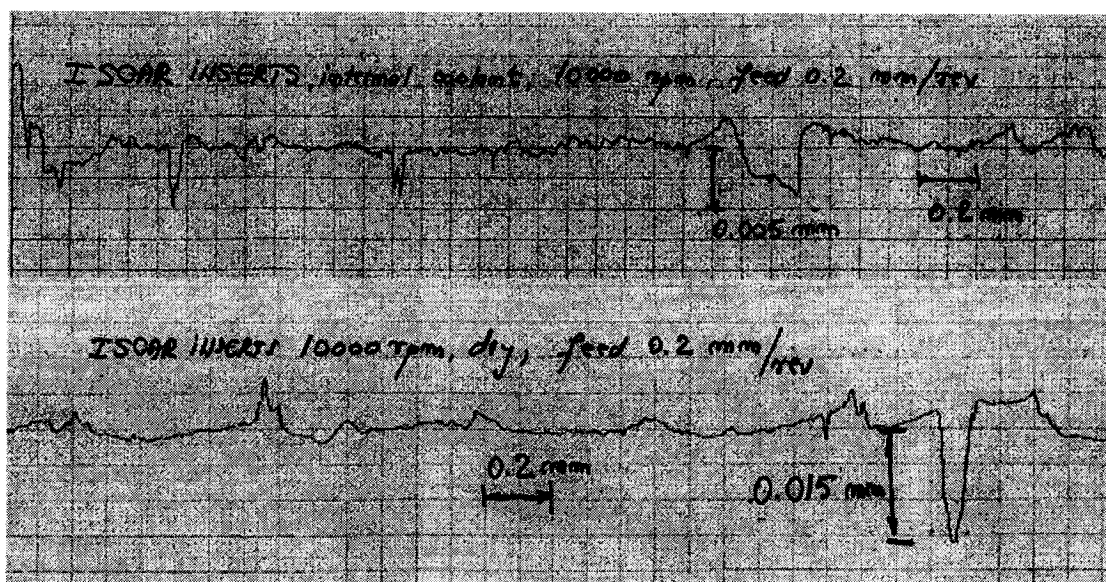 ISCAR INSERTS, internal coolant, 10000 rpm, feed 0.2 mm/rev
0.005 mm
0.2 mm
ISCAR INSERTS 10000 rpm, dry, feed 0.2 mm/rev
0.2 mm
0.015 mm